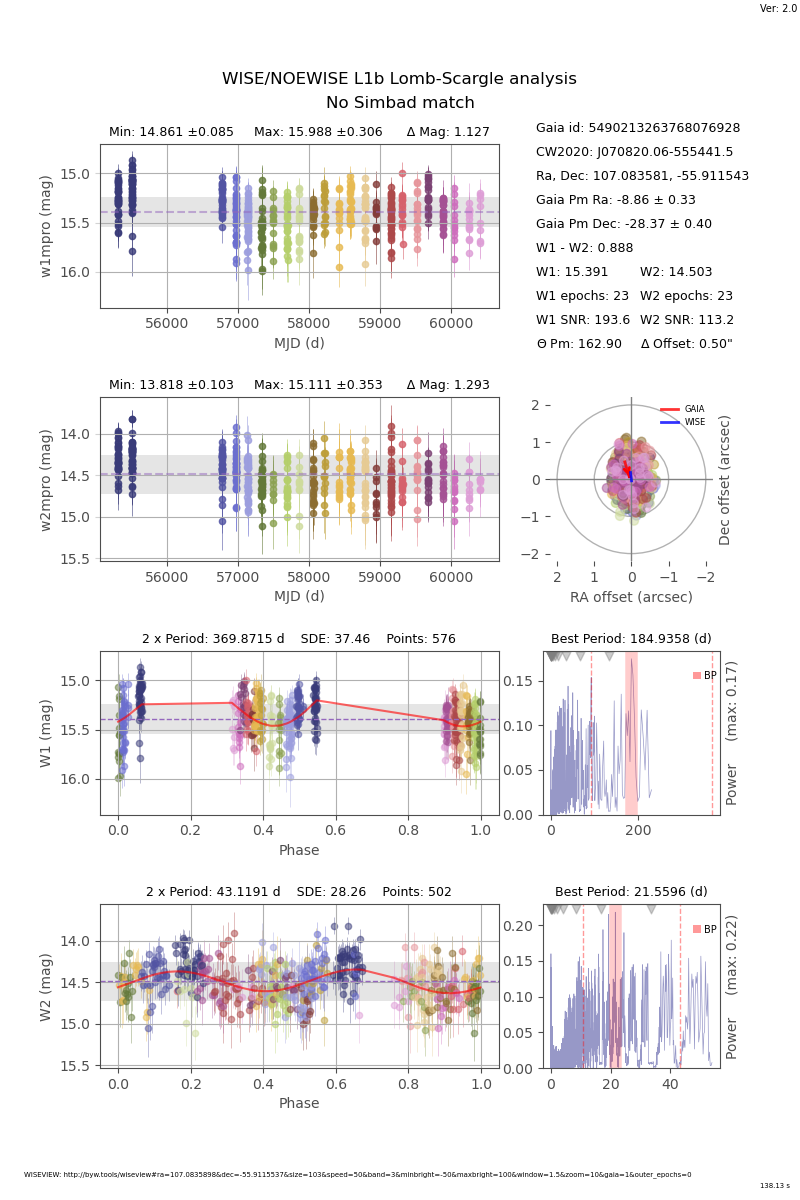 Ver: 2.0
WISE/NOEWISE L1b Lomb-Scargle analysis
No Simbad match
Min: 14.861 ±0.085 Max: 15.988 ±0.306 Δ Mag: 1.127
15.0
15.5
16.0
w1mpro (mag)
56000 57000 58000 59000 60000
MJD (d)
Gaia id: 5490213263768076928
CW2020: J070820.06-555441.5
Ra, Dec: 107.083581, -55.911543
Gaia Pm Ra: -8.86 ± 0.33
Gaia Pm Dec: -28.37 ± 0.40
W1 - W2: 0.888
W1: 15.391 W2: 14.503
W1 epochs: 23 W2 epochs: 23
W1 SNR: 193.6 W2 SNR: 113.2
Θ Pm: 162.90 Δ Offset: 0.50"
Min: 13.818 ±0.103 Max: 15.111 ±0.353 Δ Mag: 1.293
14.0
14.5
15.0
15.5
w2mpro (mag)
56000 57000 58000 59000 60000
MJD (d)
GAIA
WISE
2
1
0
−1
−2
Dec offset (arcsec)
2 1 0 −1 −2
RA offset (arcsec)
2 x Period: 369.8715 d SDE: 37.46 Points: 576
15.0
15.5
16.0
W1 (mag)
0.0 0.2 0.4 0.6 0.8 1.0
Phase
Best Period: 184.9358 (d)
BP
0.15
0.10
0.05
0.00
Power (max: 0.17)
0 200
2 x Period: 43.1191 d SDE: 28.26 Points: 502
14.0
14.5
15.0
15.5
W2 (mag)
0.0 0.2 0.4 0.6 0.8 1.0
Phase
Best Period: 21.5596 (d)
BP
0.20
0.15
0.10
0.05
0.00
Power (max: 0.22)
0 20 40
WISEVIEW: http://byw.tools/wiseview#ra=107.0835898&dec=-55.9115537&size=103&speed=50&band=3&minbright=-50&maxbright=100&window=1.5&zoom=10&gaia=1&outer_epochs=0
138.13 s